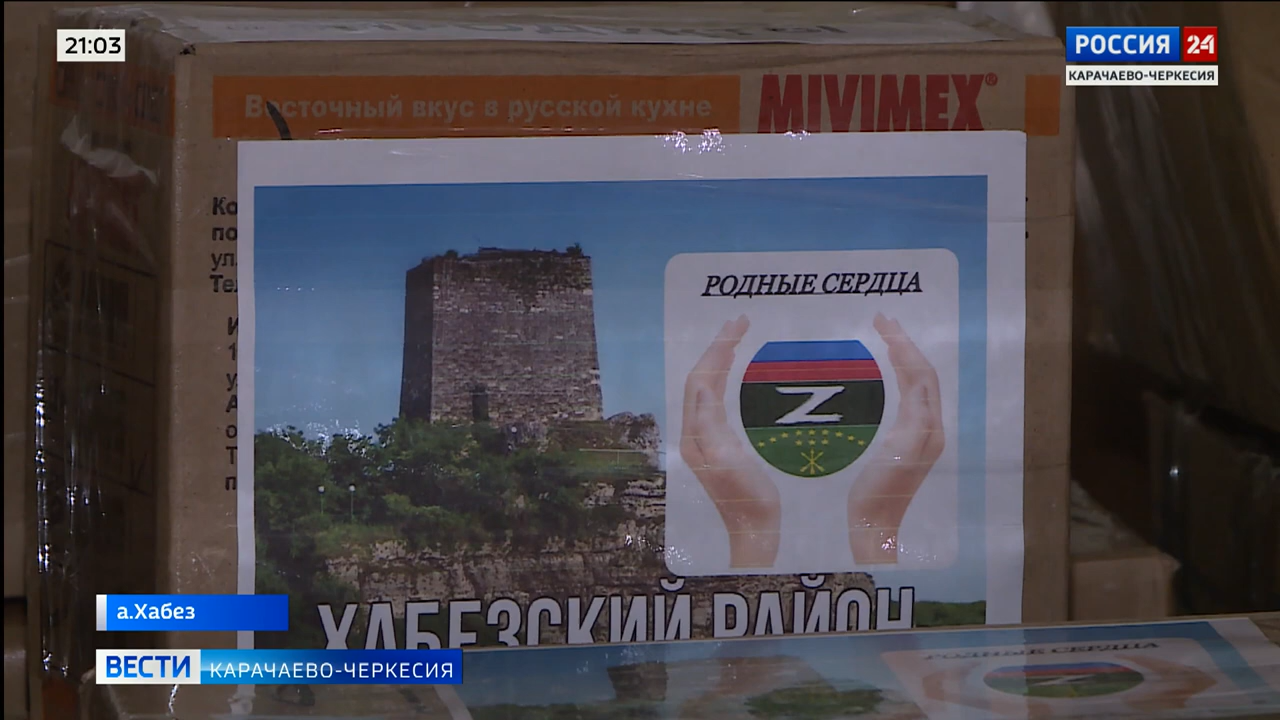 21:03
РОССИЯ 24
КАРАЧАЕВО-ЧЕРКЕСИЯ
Восточный вкус в русской кухне
MIVIMEX®
РОДНЫЕ СЕРДЦА
Z
ХАБЕЗСКИЙ РАЙОН
а.Хабез
ВЕСТИ КАРАЧАЕВО-ЧЕРКЕСИЯ
РОДНЫЕ СЕРДЦА